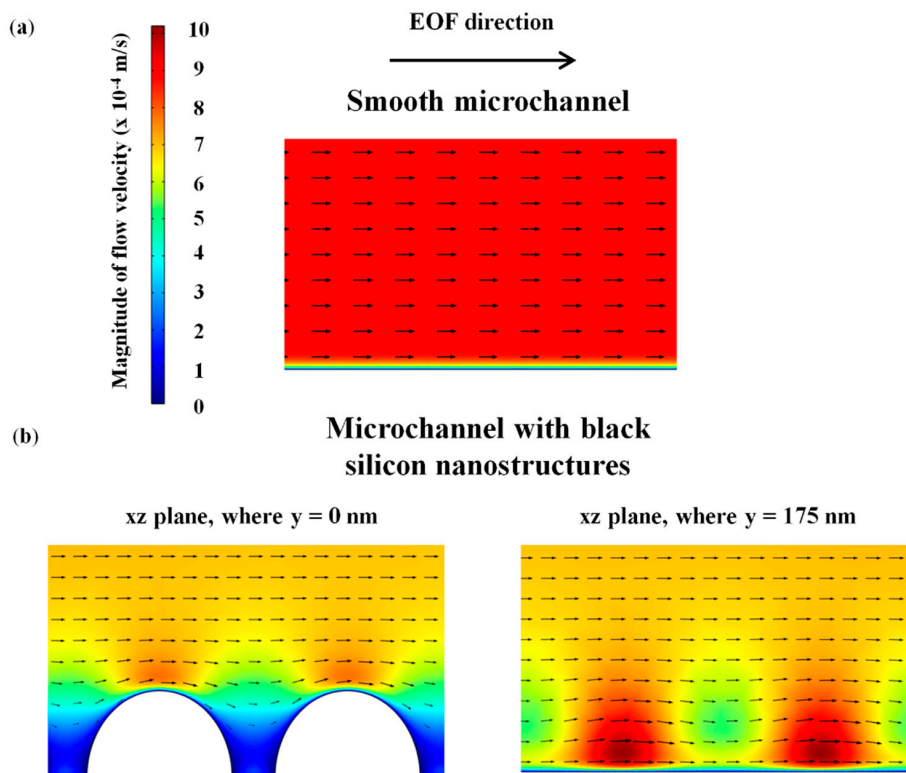 (a)
Magnitude of flow velocity (x 10⁻⁴ m/s)
10
9
8
7
6
5
4
3
2
1
0
EOF direction
Smooth microchannel
(b)
Microchannel with black
silicon nanostructures
xz plane, where y = 0 nm
xz plane, where y = 175 nm